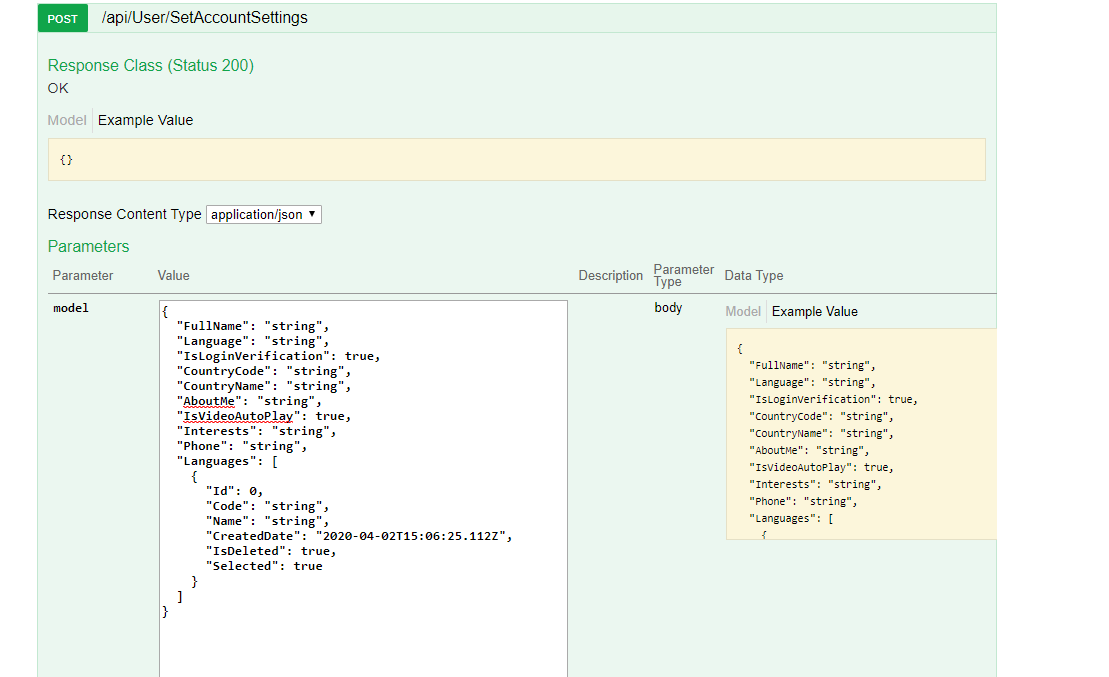 POST /api/User/SetAccountSettings
Response Class (Status 200)
OK
Model Example Value
{}
Response Content Type application/json ▼
Parameters
Parameter Value Description Parameter Type Data Type
model
{
"FullName": "string",
"Language": "string",
"IsLoginVerification": true,
"CountryCode": "string",
"CountryName": "string",
"AboutMe": "string",
"IsVideoAutoPlay": true,
"Interests": "string",
"Phone": "string",
"Languages": [
{
"Id": 0,
"Code": "string",
"Name": "string",
"CreatedDate": "2020-04-02T15:06:25.112Z",
"IsDeleted": true,
"Selected": true
}
]
}
body
Model Example Value
{
"FullName": "string",
"Language": "string",
"IsLoginVerification": true,
"CountryCode": "string",
"CountryName": "string",
"AboutMe": "string",
"IsVideoAutoPlay": true,
"Interests": "string",
"Phone": "string",
"Languages": [
{